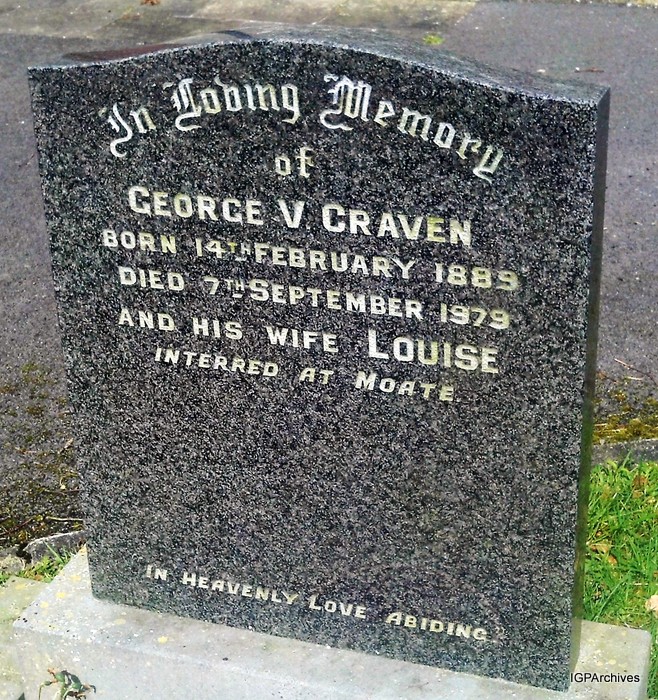 In Loving Memory
of
GEORGE V CRAVEN
BORN 14TH FEBRUARY 1889
DIED 7TH SEPTEMBER 1979
AND HIS WIFE LOUISE
INTERRED AT MOATE.
IN HEAVENLY LOVE ABIDING.
IGPArchives